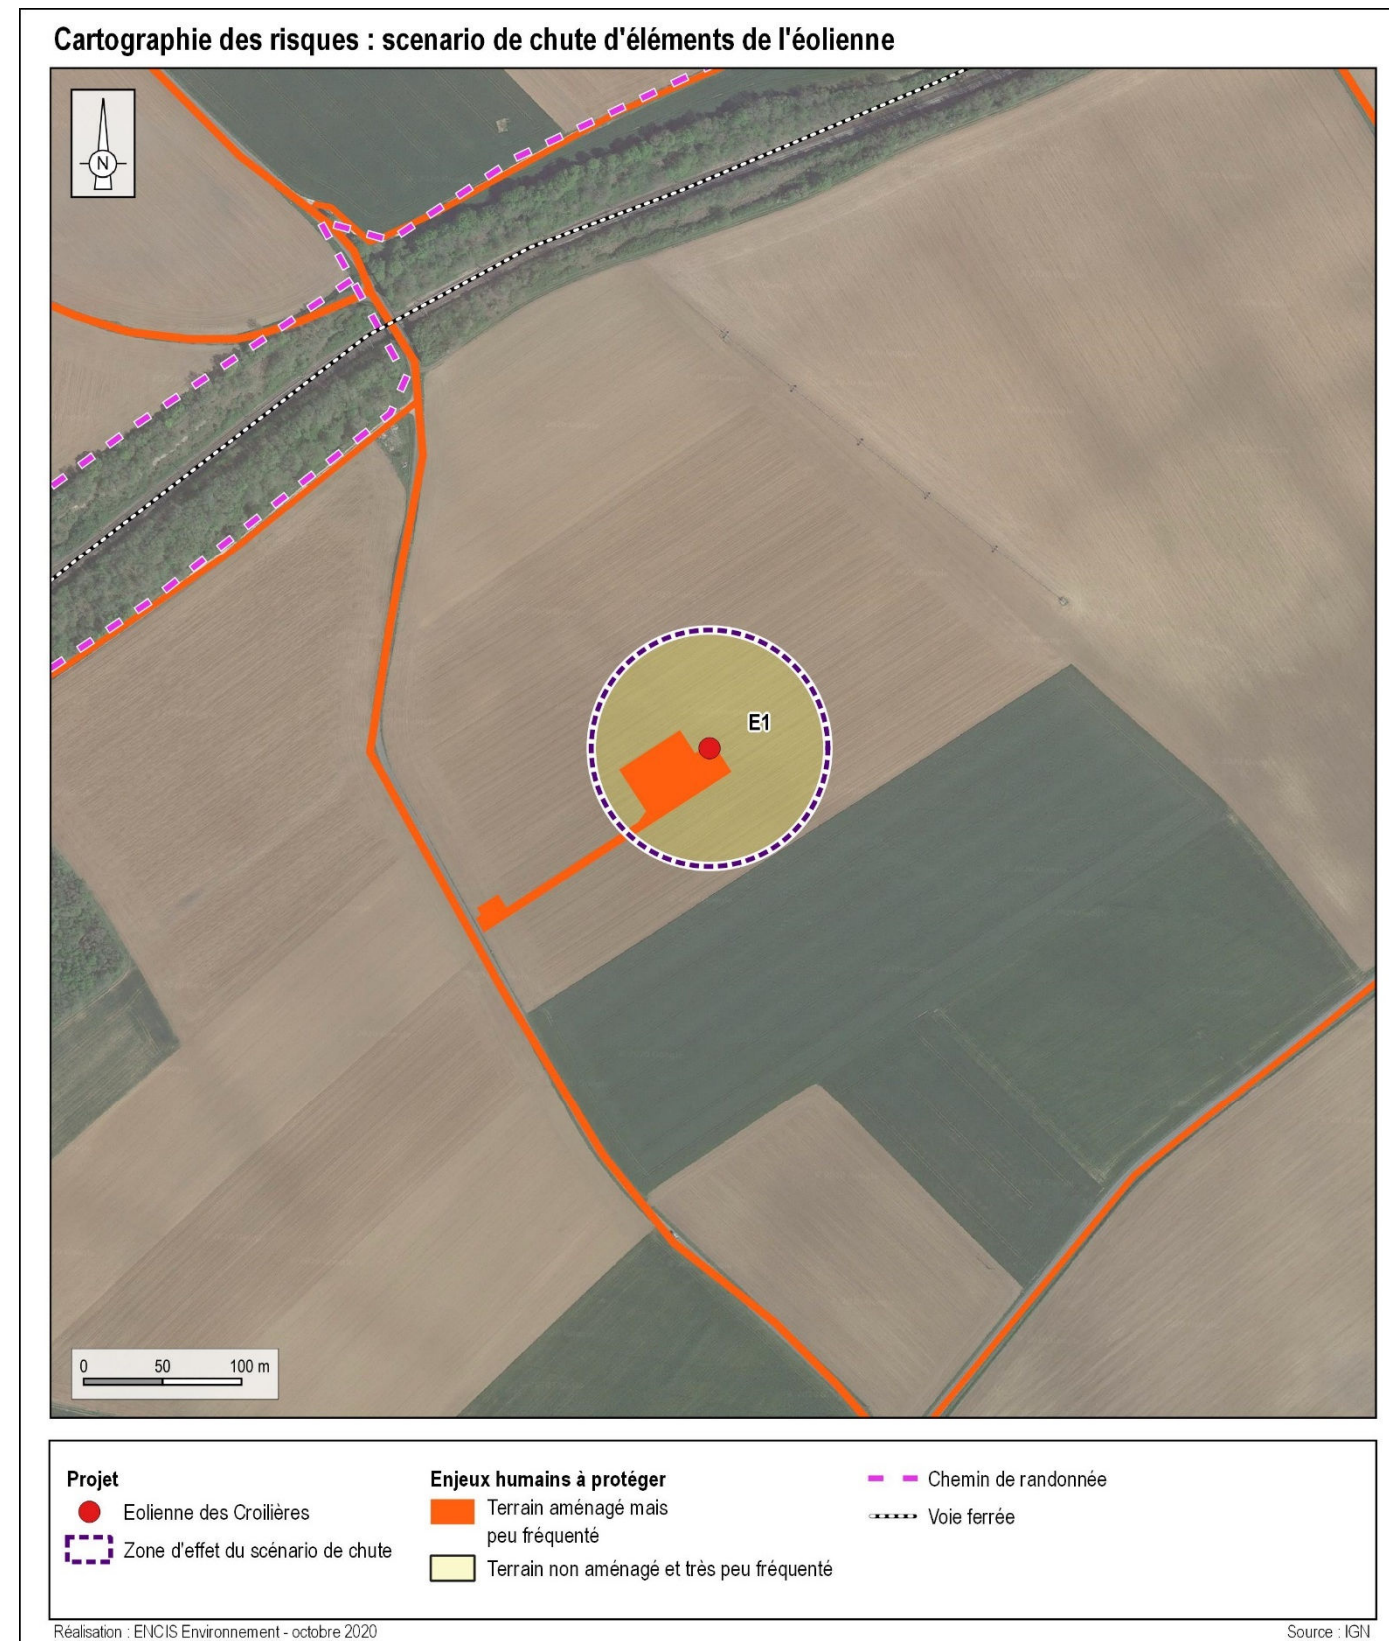 Cartographie des risques : scenario de chute d'éléments de l'éolienne
N
E1
0 50 100 m
Projet
Eolienne des Croilières
Zone d'effet du scénario de chute
Enjeux humains à protéger
Terrain aménagé mais
peu fréquenté
Terrain non aménagé et très peu fréquenté
Chemin de randonnée
Voie ferrée
Réalisation : ENCIS Environnement - octobre 2020
Source : IGN